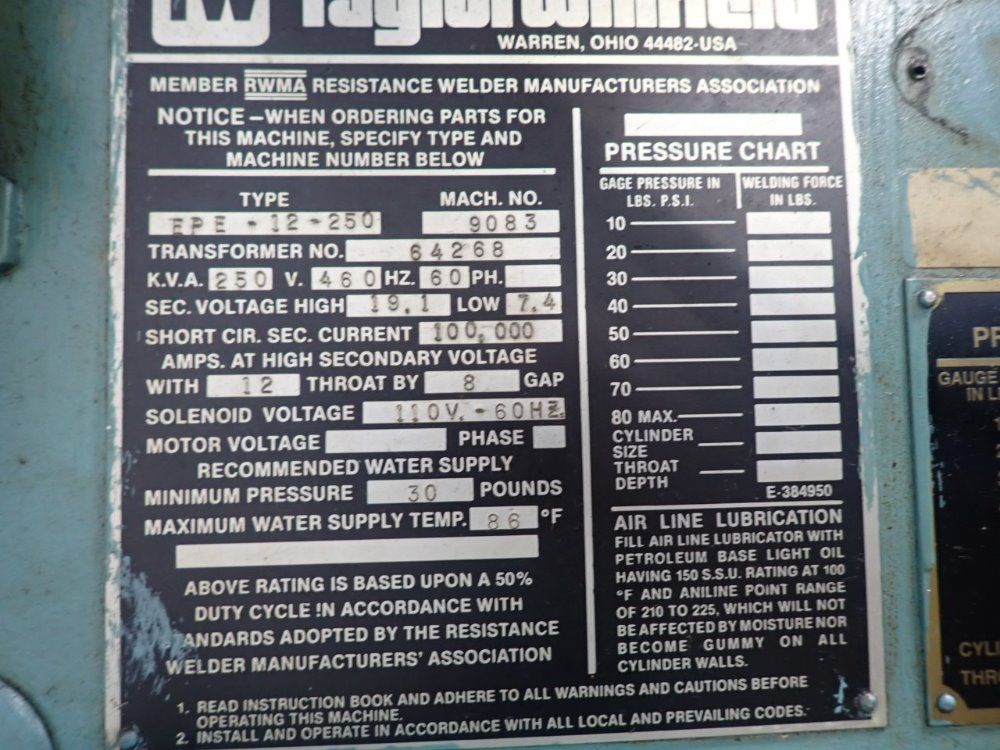 TW TaylorWinfield
WARREN, OHIO 44482-USA
MEMBER RWMA RESISTANCE WELDER MANUFACTURERS ASSOCIATION
NOTICE – WHEN ORDERING PARTS FOR
THIS MACHINE, SPECIFY TYPE AND
MACHINE NUMBER BELOW
TYPE MACH. NO.
EPE - 12-250 9083
TRANSFORMER NO. 64268
K.V.A. 250 V. 460 HZ. 60 PH.
SEC. VOLTAGE HIGH 19.1 LOW 7.4
SHORT CIR. SEC. CURRENT 100,000
AMPS. AT HIGH SECONDARY VOLTAGE
WITH 12 THROAT BY 8 GAP
SOLENOID VOLTAGE 110V.-60HZ.
MOTOR VOLTAGE PHASE
RECOMMENDED WATER SUPPLY
MINIMUM PRESSURE 30 POUNDS
MAXIMUM WATER SUPPLY TEMP. 86 °F
ABOVE RATING IS BASED UPON A 50%
DUTY CYCLE IN ACCORDANCE WITH
TANDARDS ADOPTED BY THE RESISTANCE
WELDER MANUFACTURERS' ASSOCIATION
PRESSURE CHART
GAGE PRESSURE IN LBS. P.S.I.
WELDING FORCE IN LBS.
10
20
30
40
50
60
70
80 MAX.
CYLINDER
SIZE
THROAT
DEPTH
E-384950
AIR LINE LUBRICATION
FILL AIR LINE LUBRICATOR WITH
PETROLEUM BASE LIGHT OIL
HAVING 150 S.S.U. RATING AT 100
°F AND ANILINE POINT RANGE
OF 210 TO 225, WHICH WILL NOT
BE AFFECTED BY MOISTURE NOR
BECOME GUMMY ON ALL
CYLINDER WALLS.
1. READ INSTRUCTION BOOK AND ADHERE TO ALL WARNINGS AND CAUTIONS BEFORE
OPERATING THIS MACHINE.
2. INSTALL AND OPERATE IN ACCORDANCE WITH ALL LOCAL AND PREVAILING CODES.
GAUGE